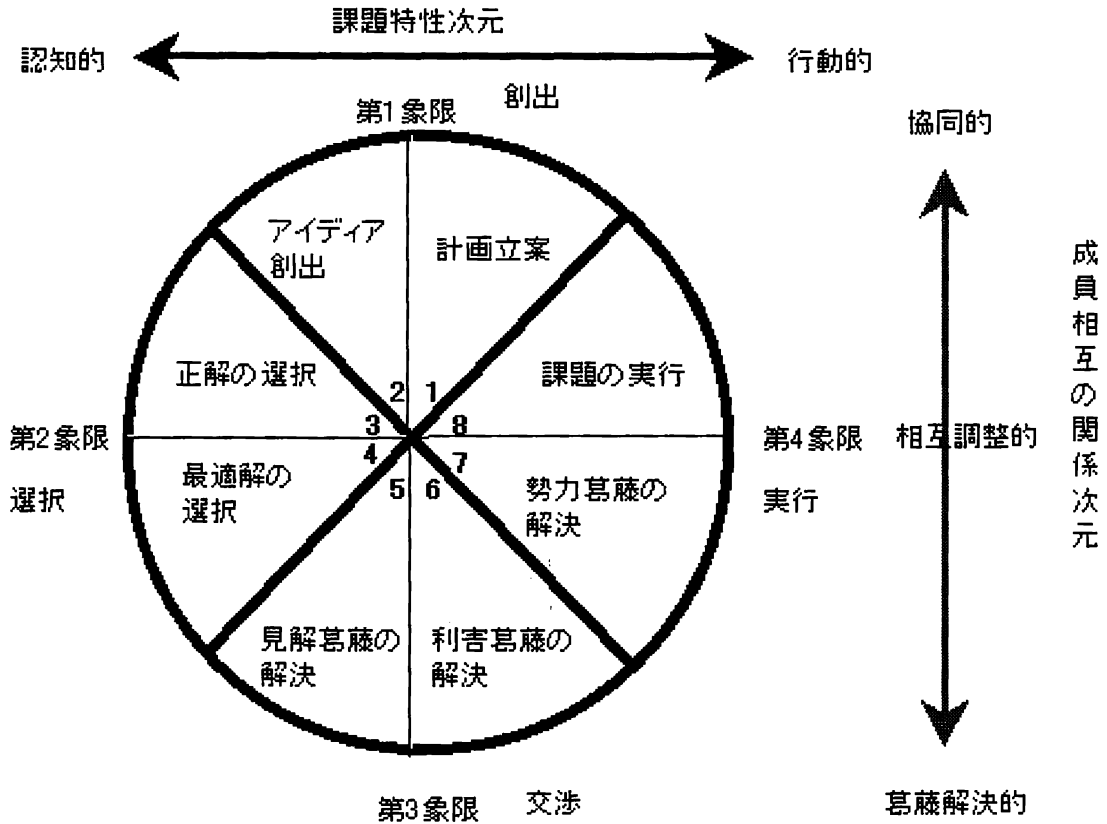 課題特性次元
認知的
行動的
第1象限
創出
協同的
アイディア
創出
計画立案
正解の選択
課題の実行
2
1
3
8
4
7
5
6
第2象限
選択
最適解の
選択
勢力葛藤の
解決
第4象限
実行
相互調整的
成員相互の関係次元
見解葛藤の
解決
利害葛藤の
解決
第3象限
交渉
葛藤解決的